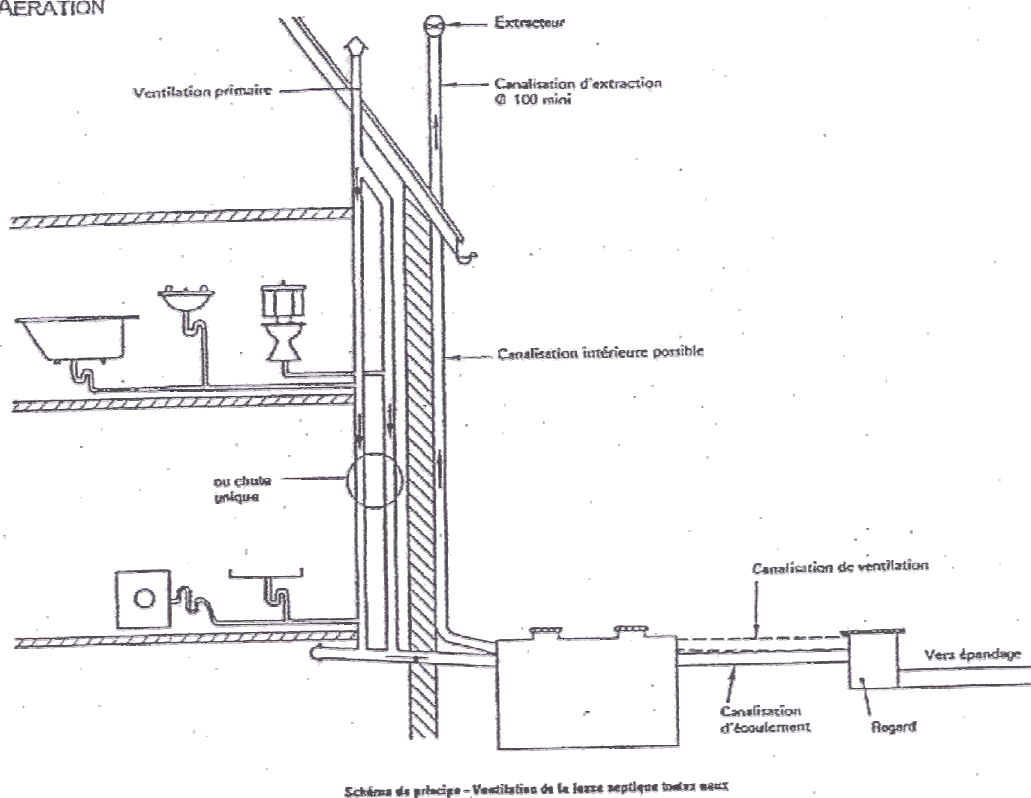 AERATION
Extracteur
Ventilation primaire
Canalisation d'extraction
Ø 100 mini
Canalisation intérieure possible
ou chute
unique
Canalisation de ventilation
Vers épandage
Canalisation
d'écoulement
Regard
Schéma de principe - Ventilation de la fosse septique toutes eaux